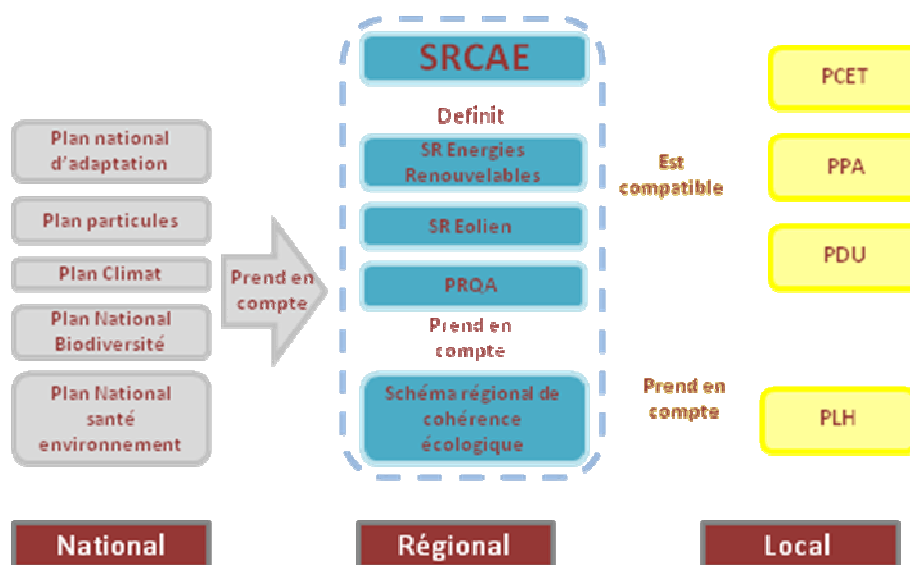 Plan national
d'adaptation
Plan particules
Plan Climat
Plan National
Biodiversité
Plan National
santé
environnement
Prend en
compte
SRCAE
Definit
SR Energies
Renouvelables
SR Eolien
PRQA
Prend en
compte
Schéma régional de
cohérence
écologique
Est
compatible
Prend en
compte
PCET
PPA
PDU
PLH
National
Régional
Local